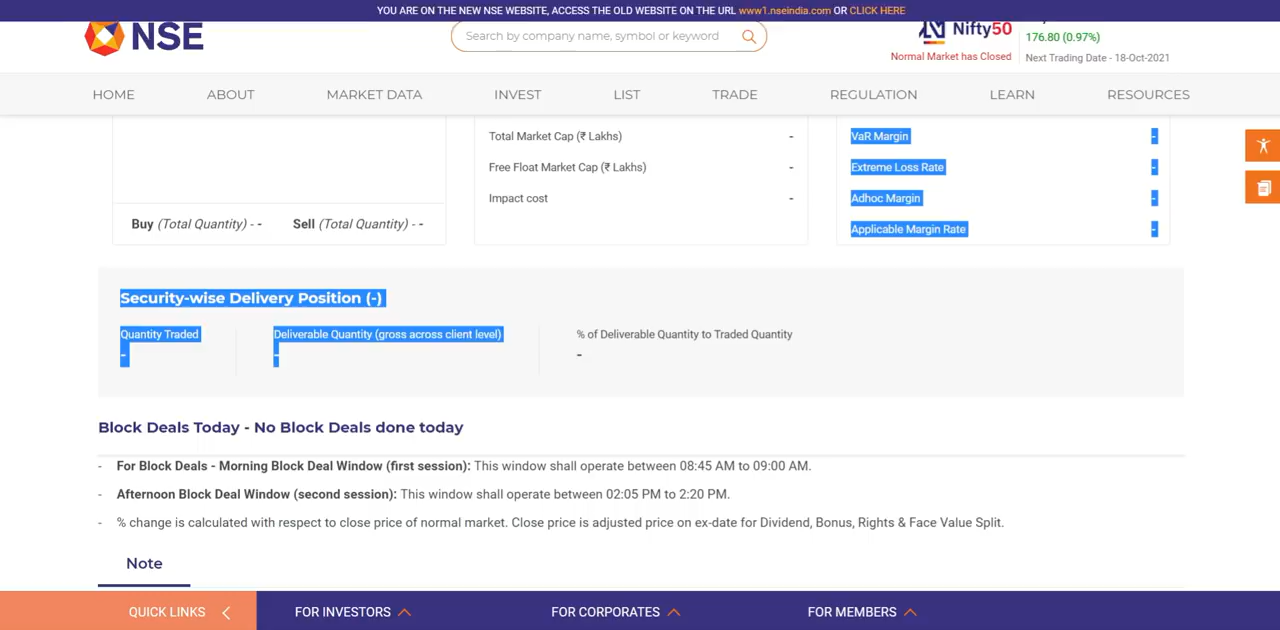 YOU ARE ON THE NEW NSE WEBSITE, ACCESS THE OLD WEBSITE ON THE URL www1.nseindia.com OR CLICK HERE
NSE
Search by company name, symbol or keyword
Nifty50
176.80 (0.97%)
Normal Market has Closed
Next Trading Date - 18-Oct-2021
HOME ABOUT MARKET DATA INVEST LIST TRADE REGULATION LEARN RESOURCES
Total Market Cap (₹ Lakhs) -
VaR Margin -
Free Float Market Cap (₹ Lakhs) -
Extreme Loss Rate -
Impact cost -
Adhoc Margin -
Buy (Total Quantity) - - Sell (Total Quantity) - -
Applicable Margin Rate -
Security-wise Delivery Position (-)
Quantity Traded Deliverable Quantity (gross across client level) % of Deliverable Quantity to Traded Quantity
- - -
Block Deals Today - No Block Deals done today
- For Block Deals - Morning Block Deal Window (first session): This window shall operate between 08:45 AM to 09:00 AM.
- Afternoon Block Deal Window (second session): This window shall operate between 02:05 PM to 2:20 PM.
- % change is calculated with respect to close price of normal market. Close price is adjusted price on ex-date for Dividend, Bonus, Rights & Face Value Split.
Note
QUICK LINKS FOR INVESTORS FOR CORPORATES FOR MEMBERS